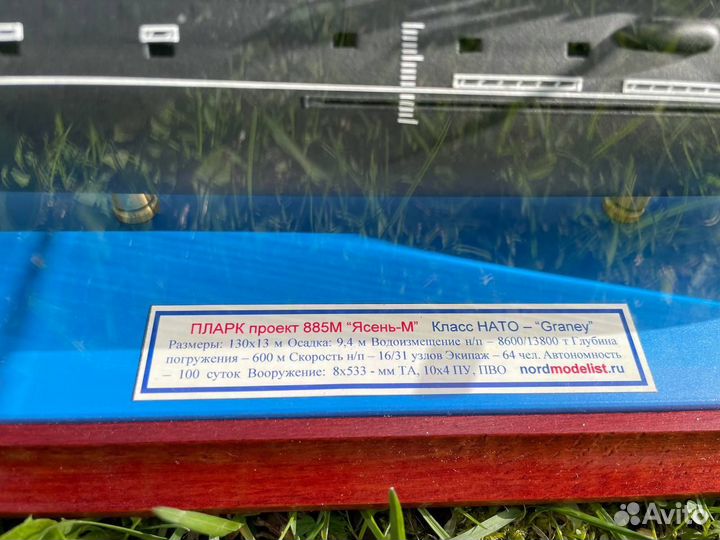 ПЛАРК проект 885М "Ясень-М" Класс НАТО – "Graney"
Размеры: 130х13 м Осадка: 9,4 м Водоизмещение н/п – 8600/13800 т Глубина
погружения – 600 м Скорость н/п – 16/31 узлов Экипаж – 64 чел. Автономность
– 100 суток Вооружение: 8х533 - мм ТА, 10х4 ПУ, ПВО nordmodelist.ru
Avito